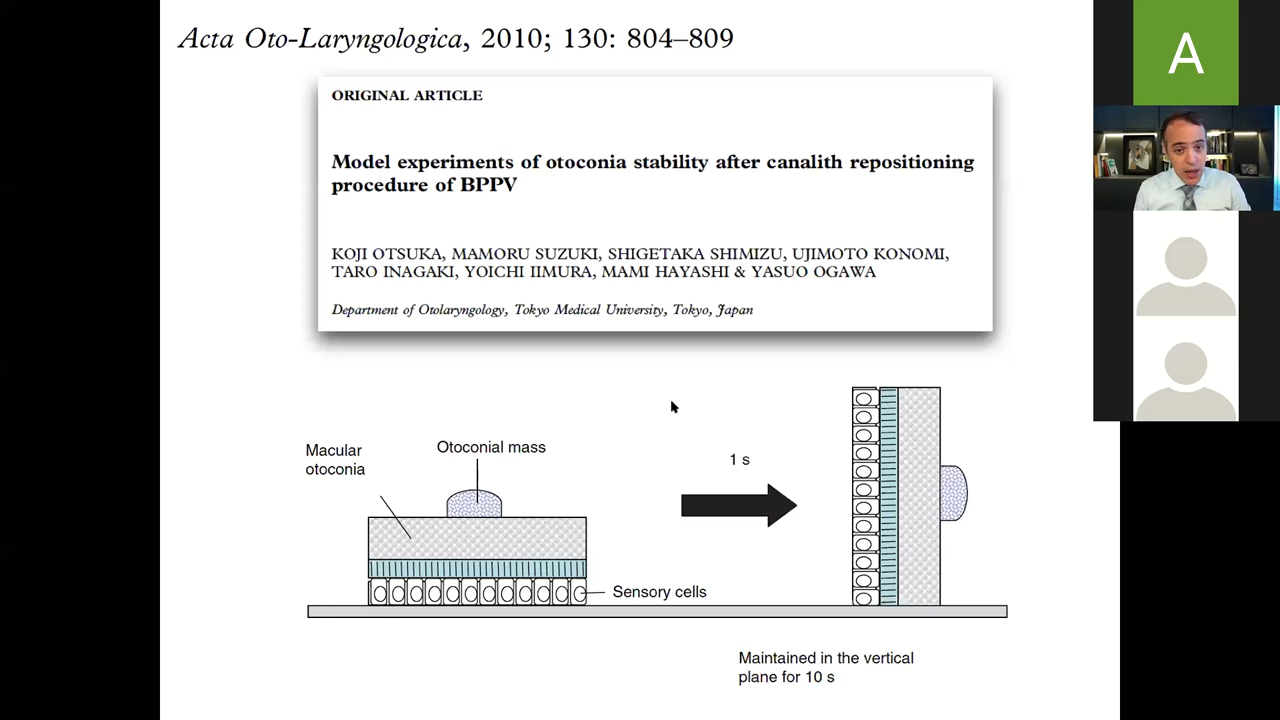 Acta Oto-Laryngologica, 2010; 130: 804–809
ORIGINAL ARTICLE
Model experiments of otoconia stability after canalith repositioning
procedure of BPPV
KOJI OTSUKA, MAMORU SUZUKI, SHIGETAKA SHIMIZU, UJIMOTO KONOMI,
TARO INAGAKI, YOICHI IIMURA, MAMI HAYASHI & YASUO OGAWA
Department of Otolaryngology, Tokyo Medical University, Tokyo, Japan
Macular
otoconia
Otoconial mass
1 s
Sensory cells
Maintained in the vertical
plane for 10 s
A